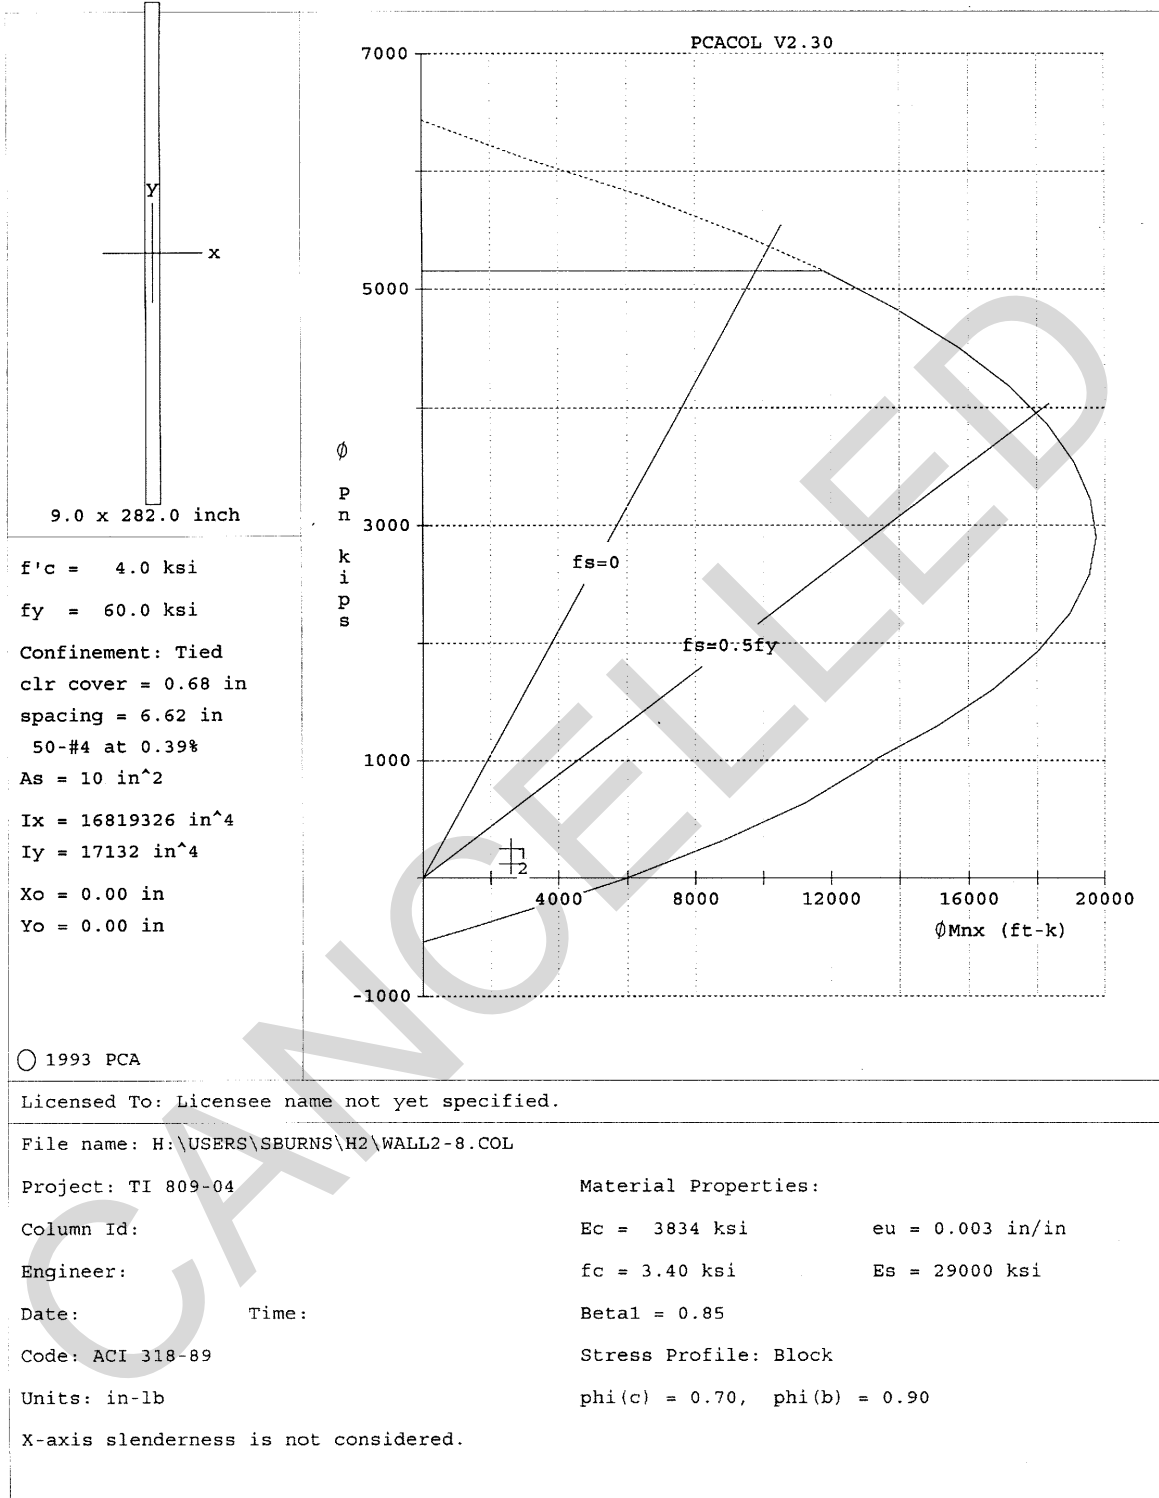 PCACOL V2.30
7000
5000
3000
1000
-1000
ϕ Pn kips
fs=0
fs=0.5fy
1
2
4000 8000 12000 16000 20000
ϕMnx (ft-k)
y
x
9.0 x 282.0 inch
f'c = 4.0 ksi
fy = 60.0 ksi
Confinement: Tied
clr cover = 0.68 in
spacing = 6.62 in
50-#4 at 0.39%
As = 10 in^2
Ix = 16819326 in^4
Iy = 17132 in^4
Xo = 0.00 in
Yo = 0.00 in
1993 PCA
Licensed To: Licensee name not yet specified.
File name: H:\USERS\SBURNS\H2\WALL2-8.COL
Project: TI 809-04
Column Id:
Engineer:
Date: Time:
Code: ACI 318-89
Units: in-lb
X-axis slenderness is not considered.
Material Properties:
Ec = 3834 ksi eu = 0.003 in/in
fc = 3.40 ksi Es = 29000 ksi
Beta1 = 0.85
Stress Profile: Block
phi(c) = 0.70, phi(b) = 0.90
CANCELLED